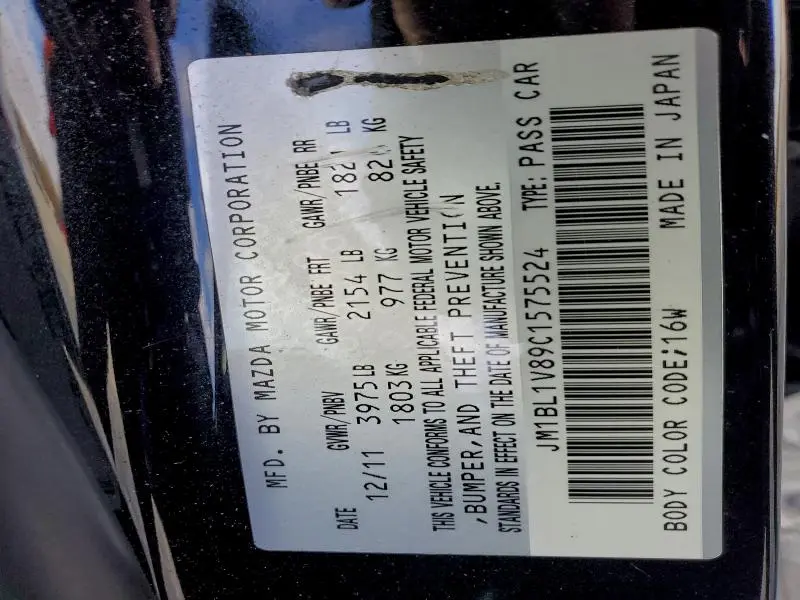 MFD. BY MAZDA MOTOR CORPORATION
DATE GVWR/PNBV GAWR/PNBE FRT GAWR/PNBE RR
12/11 3975LB 2154 LB LB
1803KG 977 KG KG
THIS VEHICLE CONFORMS TO ALL APPLICABLE FEDERAL MOTOR VEHICLE SAFETY
,BUMPER,AND THEFT PREVENTION
STANDARDS IN EFFECT ON THE DATE OF MANUFACTURE SHOWN ABOVE.
JM1BL1V89C1575524 TYPE: PASS CAR
BODY COLOR CODE;16W MADE IN JAPAN